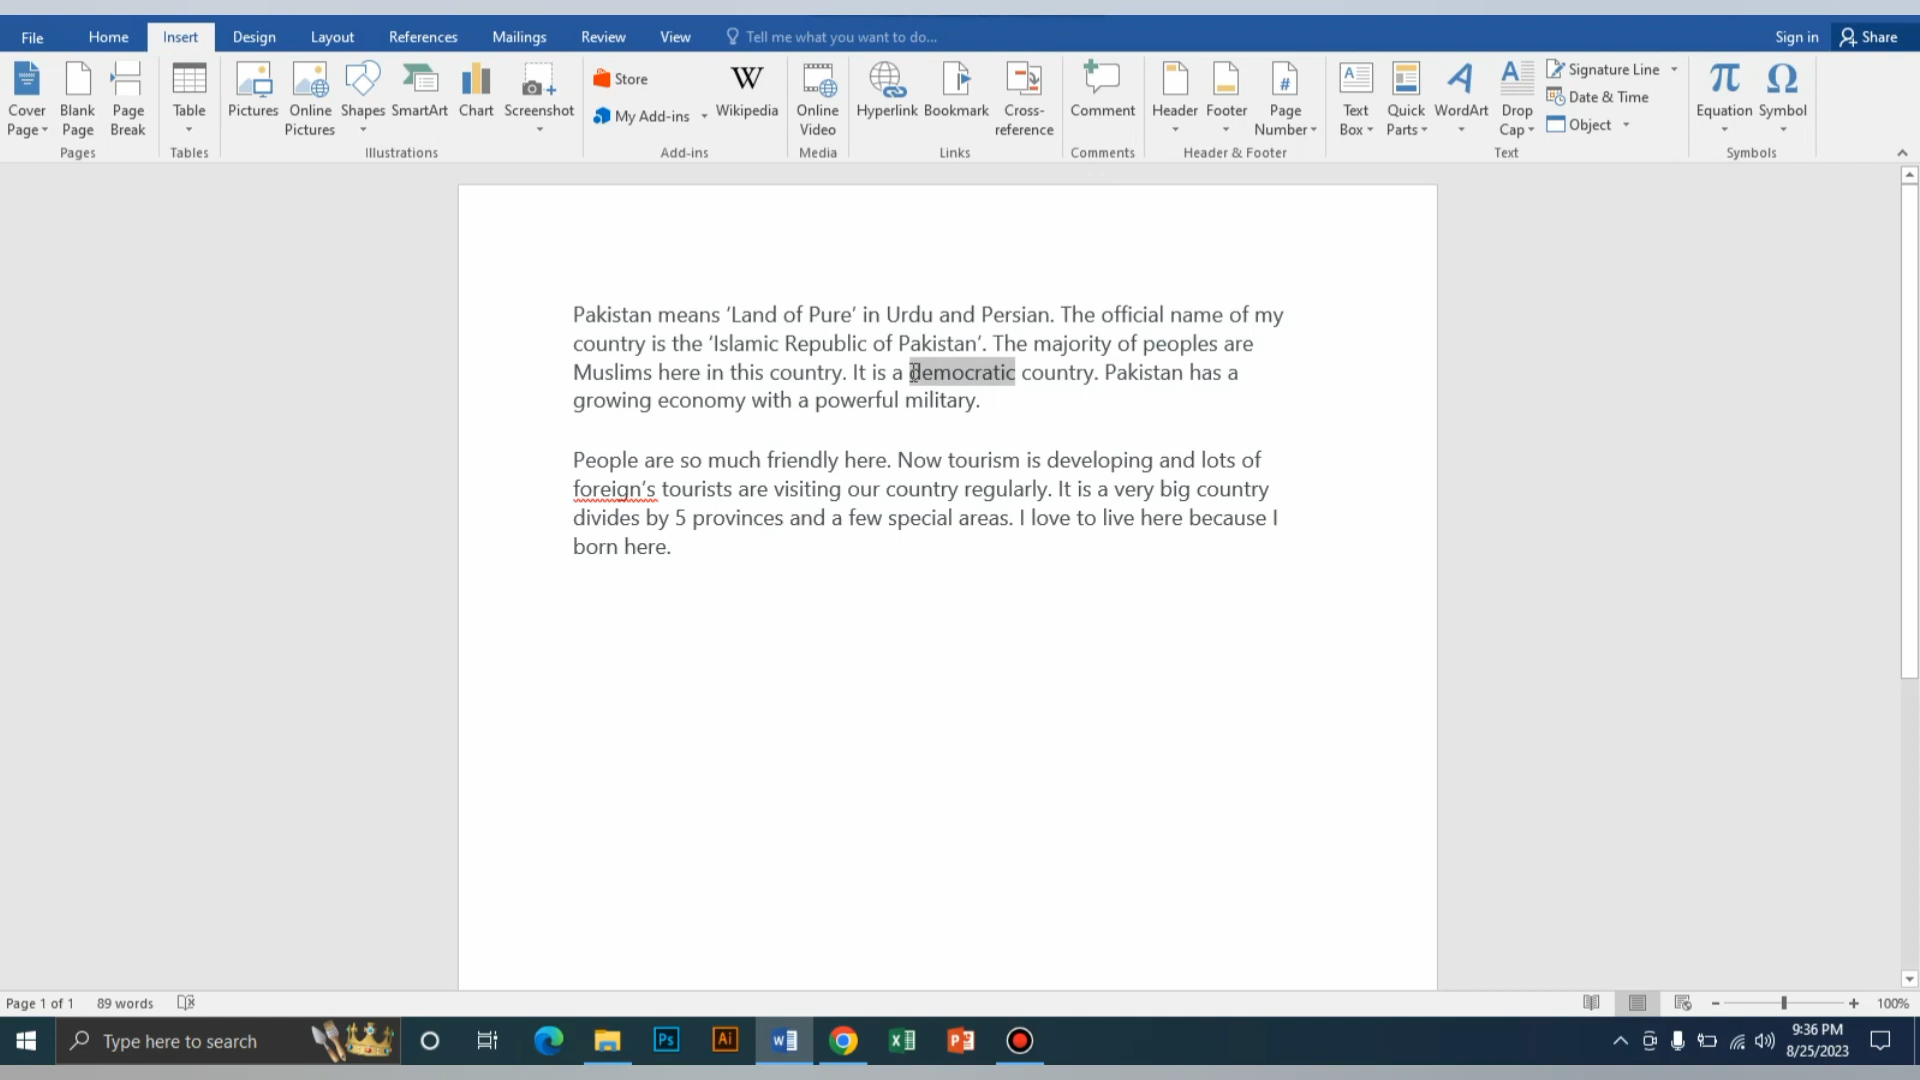 File Home Insert Design Layout References Mailings Review View Tell me what you want to do... Sign in Share
Cover Page Blank Page Page Break Table Pictures Online Pictures Shapes SmartArt Chart Screenshot Store My Add-ins W Wikipedia Online Video Hyperlink Bookmark Cross-reference Comment Header Footer # Page Number A Text Box Quick Parts A WordArt A Drop Cap Signature Line Date & Time Object π Equation Ω Symbol
Pages Tables Illustrations Add-ins Media Links Comments Header & Footer Text Symbols
Pakistan means ‘Land of Pure’ in Urdu and Persian. The official name of my
country is the ‘Islamic Republic of Pakistan’. The majority of peoples are
Muslims here in this country. It is a democratic country. Pakistan has a
growing economy with a powerful military.
People are so much friendly here. Now tourism is developing and lots of
foreign’s tourists are visiting our country regularly. It is a very big country
divides by 5 provinces and a few special areas. I love to live here because I
born here.
Page 1 of 1 89 words 100%
Type here to search Ps Ai W X P 9:36 PM
8/25/2023